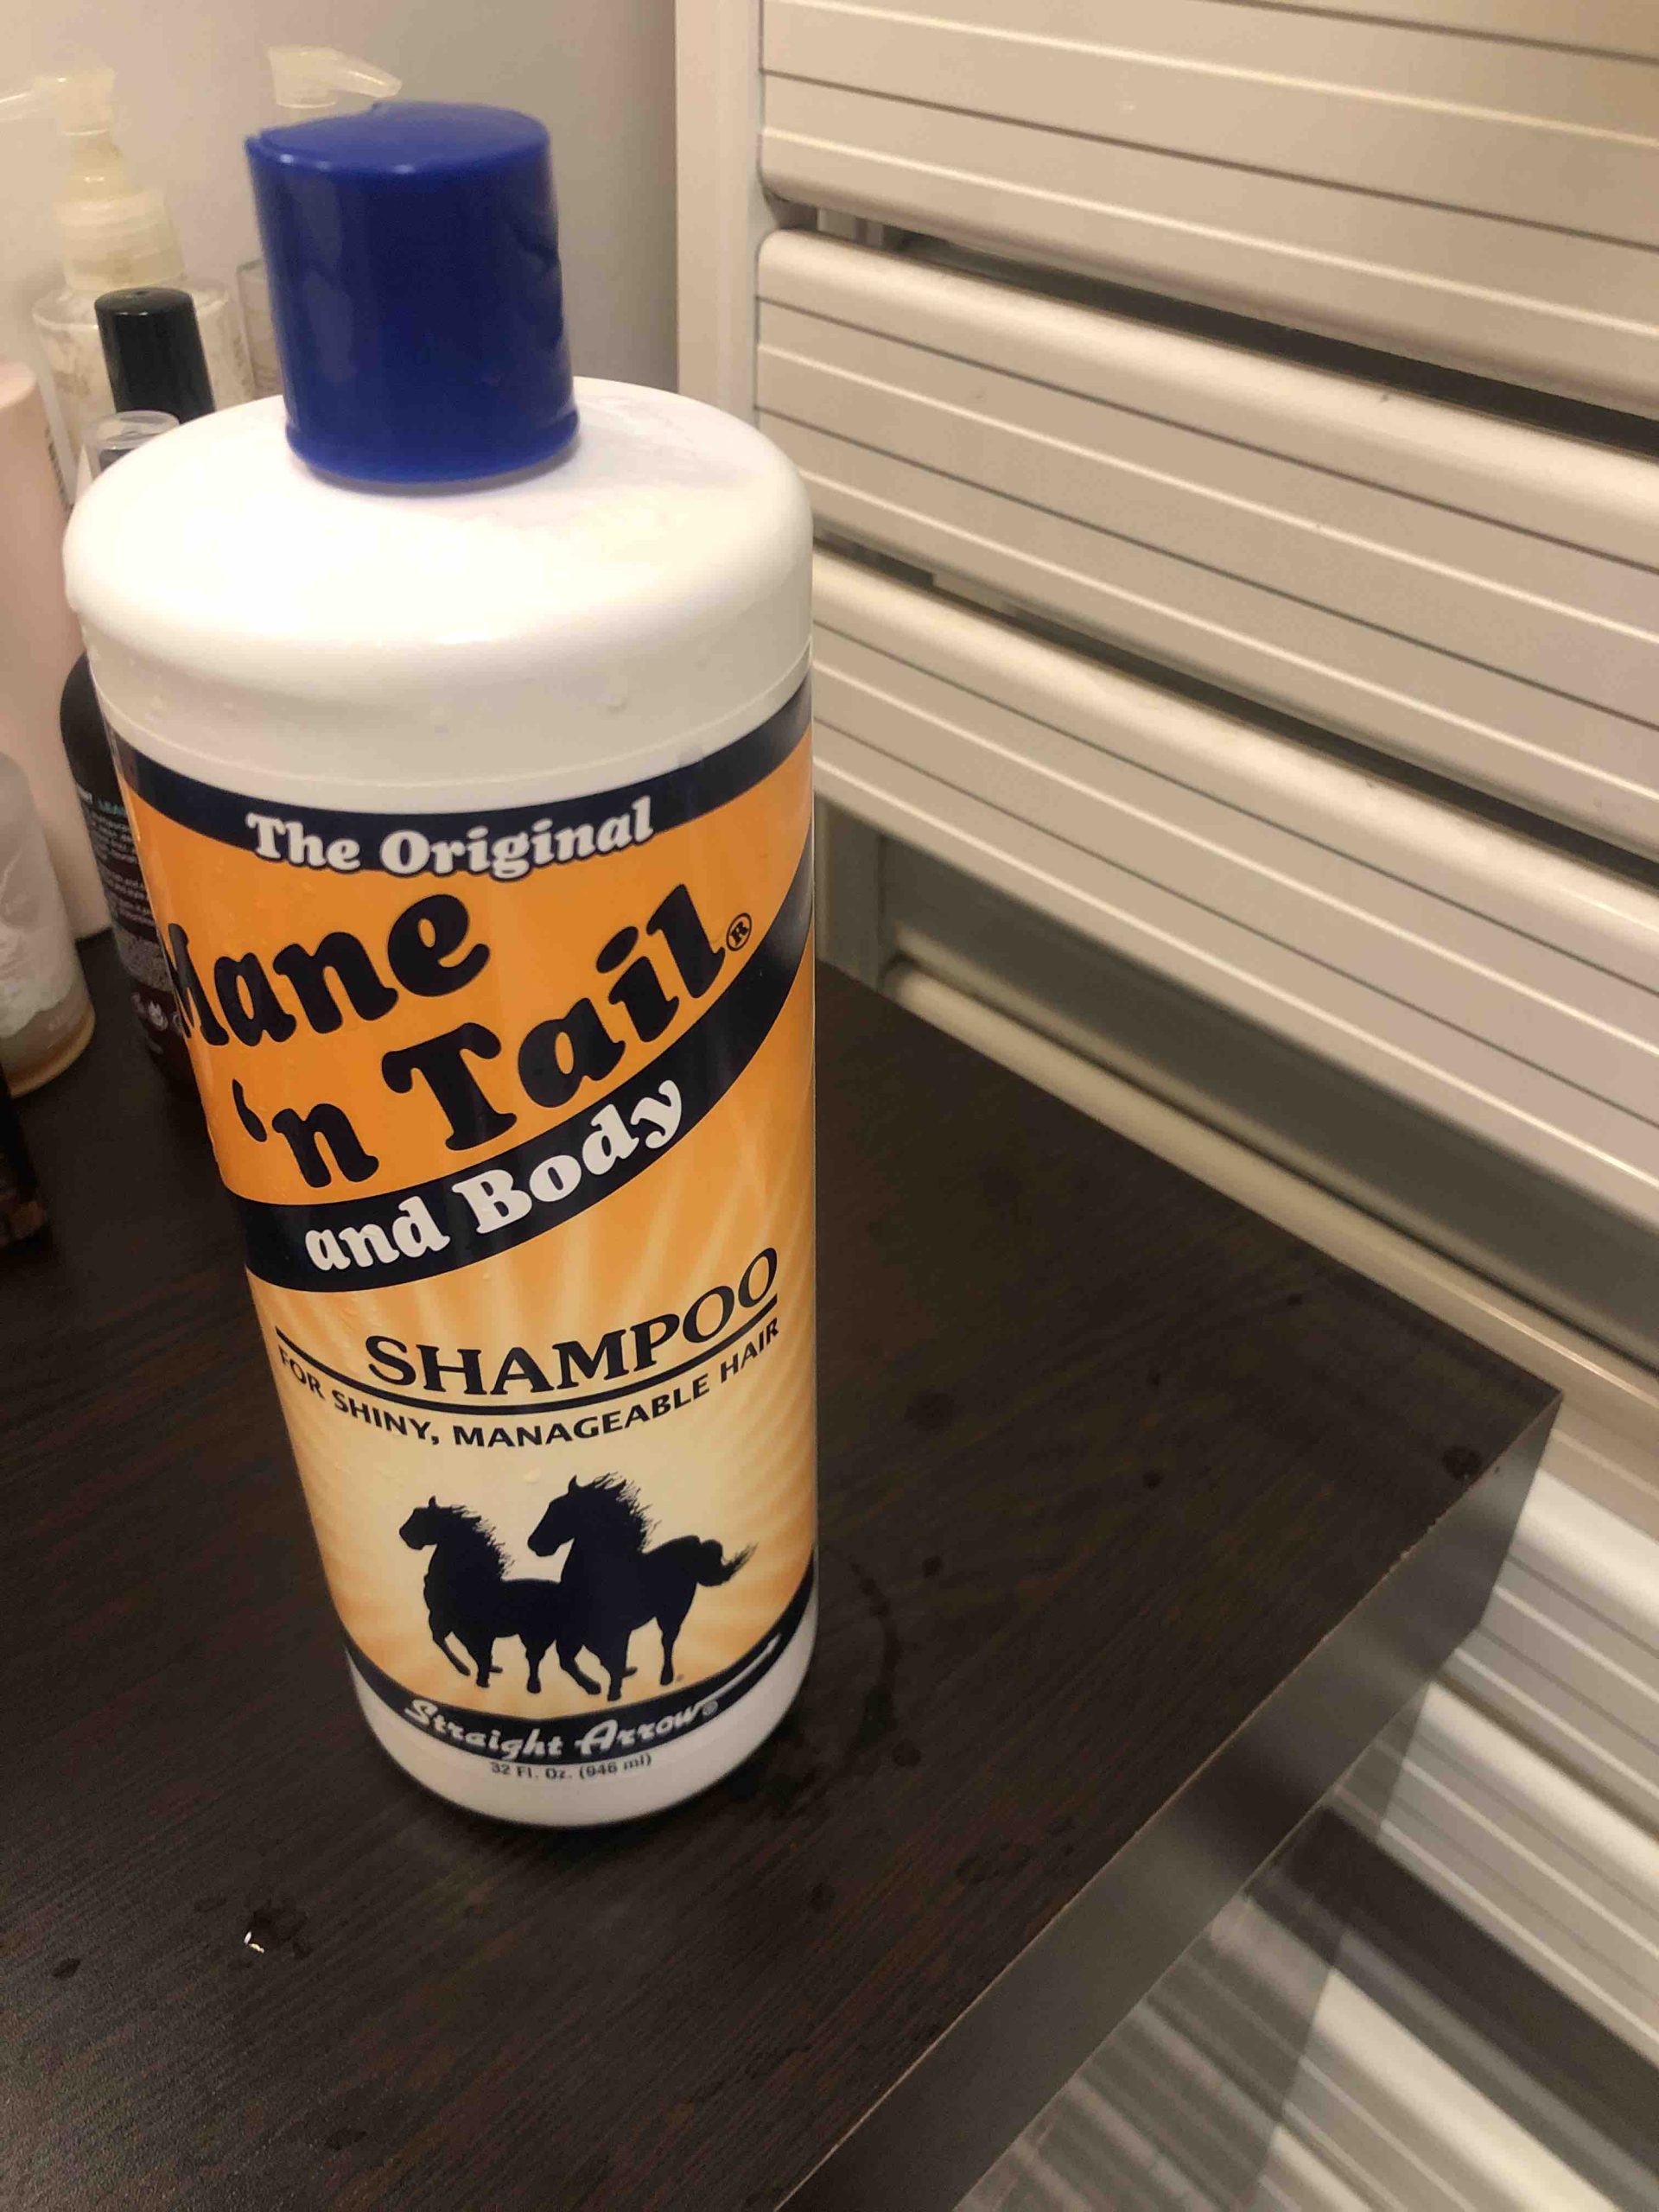 The Original
Mane
'n Tail®
and Body
SHAMPOO
FOR SHINY, MANAGEABLE HAIR
Straight Arrow®
32 Fl. Oz. (946 ml)